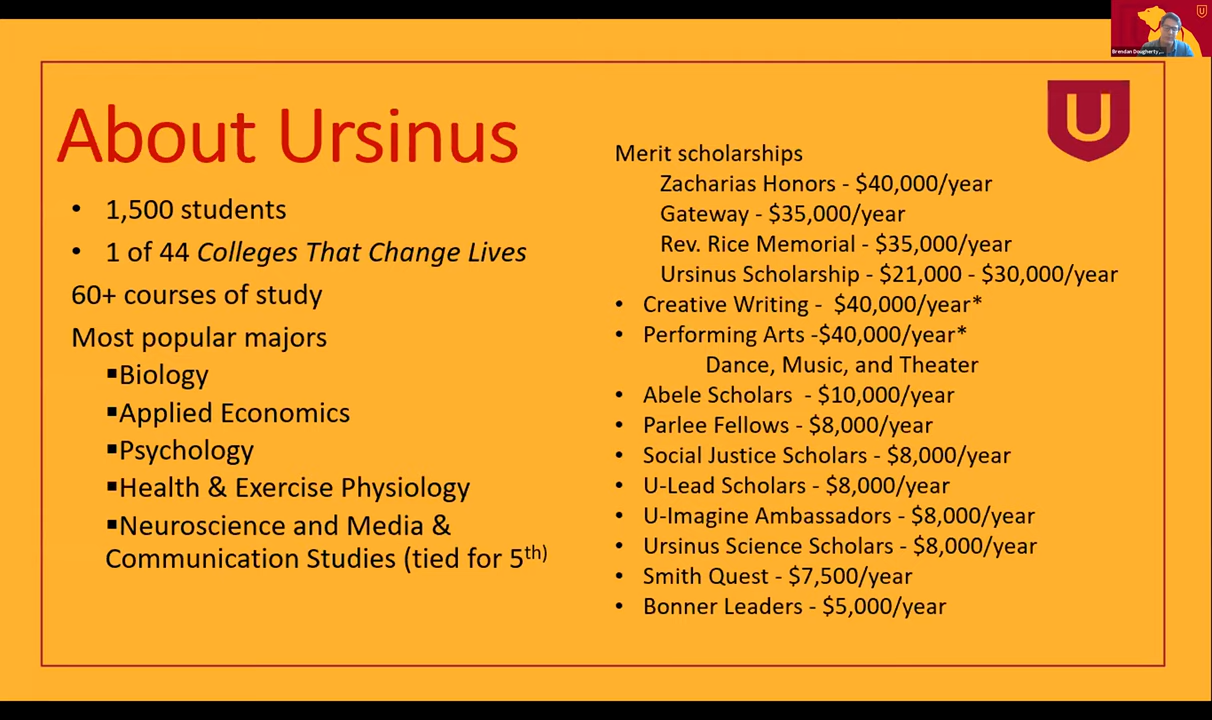 Brendan Dougherty,...
About Ursinus
• 1,500 students
• 1 of 44 Colleges That Change Lives
60+ courses of study
Most popular majors
▪Biology
▪Applied Economics
▪Psychology
▪Health & Exercise Physiology
▪Neuroscience and Media &
Communication Studies (tied for 5th)
U
Merit scholarships
Zacharias Honors - $40,000/year
Gateway - $35,000/year
Rev. Rice Memorial - $35,000/year
Ursinus Scholarship - $21,000 - $30,000/year
• Creative Writing - $40,000/year*
• Performing Arts -$40,000/year*
Dance, Music, and Theater
• Abele Scholars - $10,000/year
• Parlee Fellows - $8,000/year
• Social Justice Scholars - $8,000/year
• U-Lead Scholars - $8,000/year
• U-Imagine Ambassadors - $8,000/year
• Ursinus Science Scholars - $8,000/year
• Smith Quest - $7,500/year
• Bonner Leaders - $5,000/year